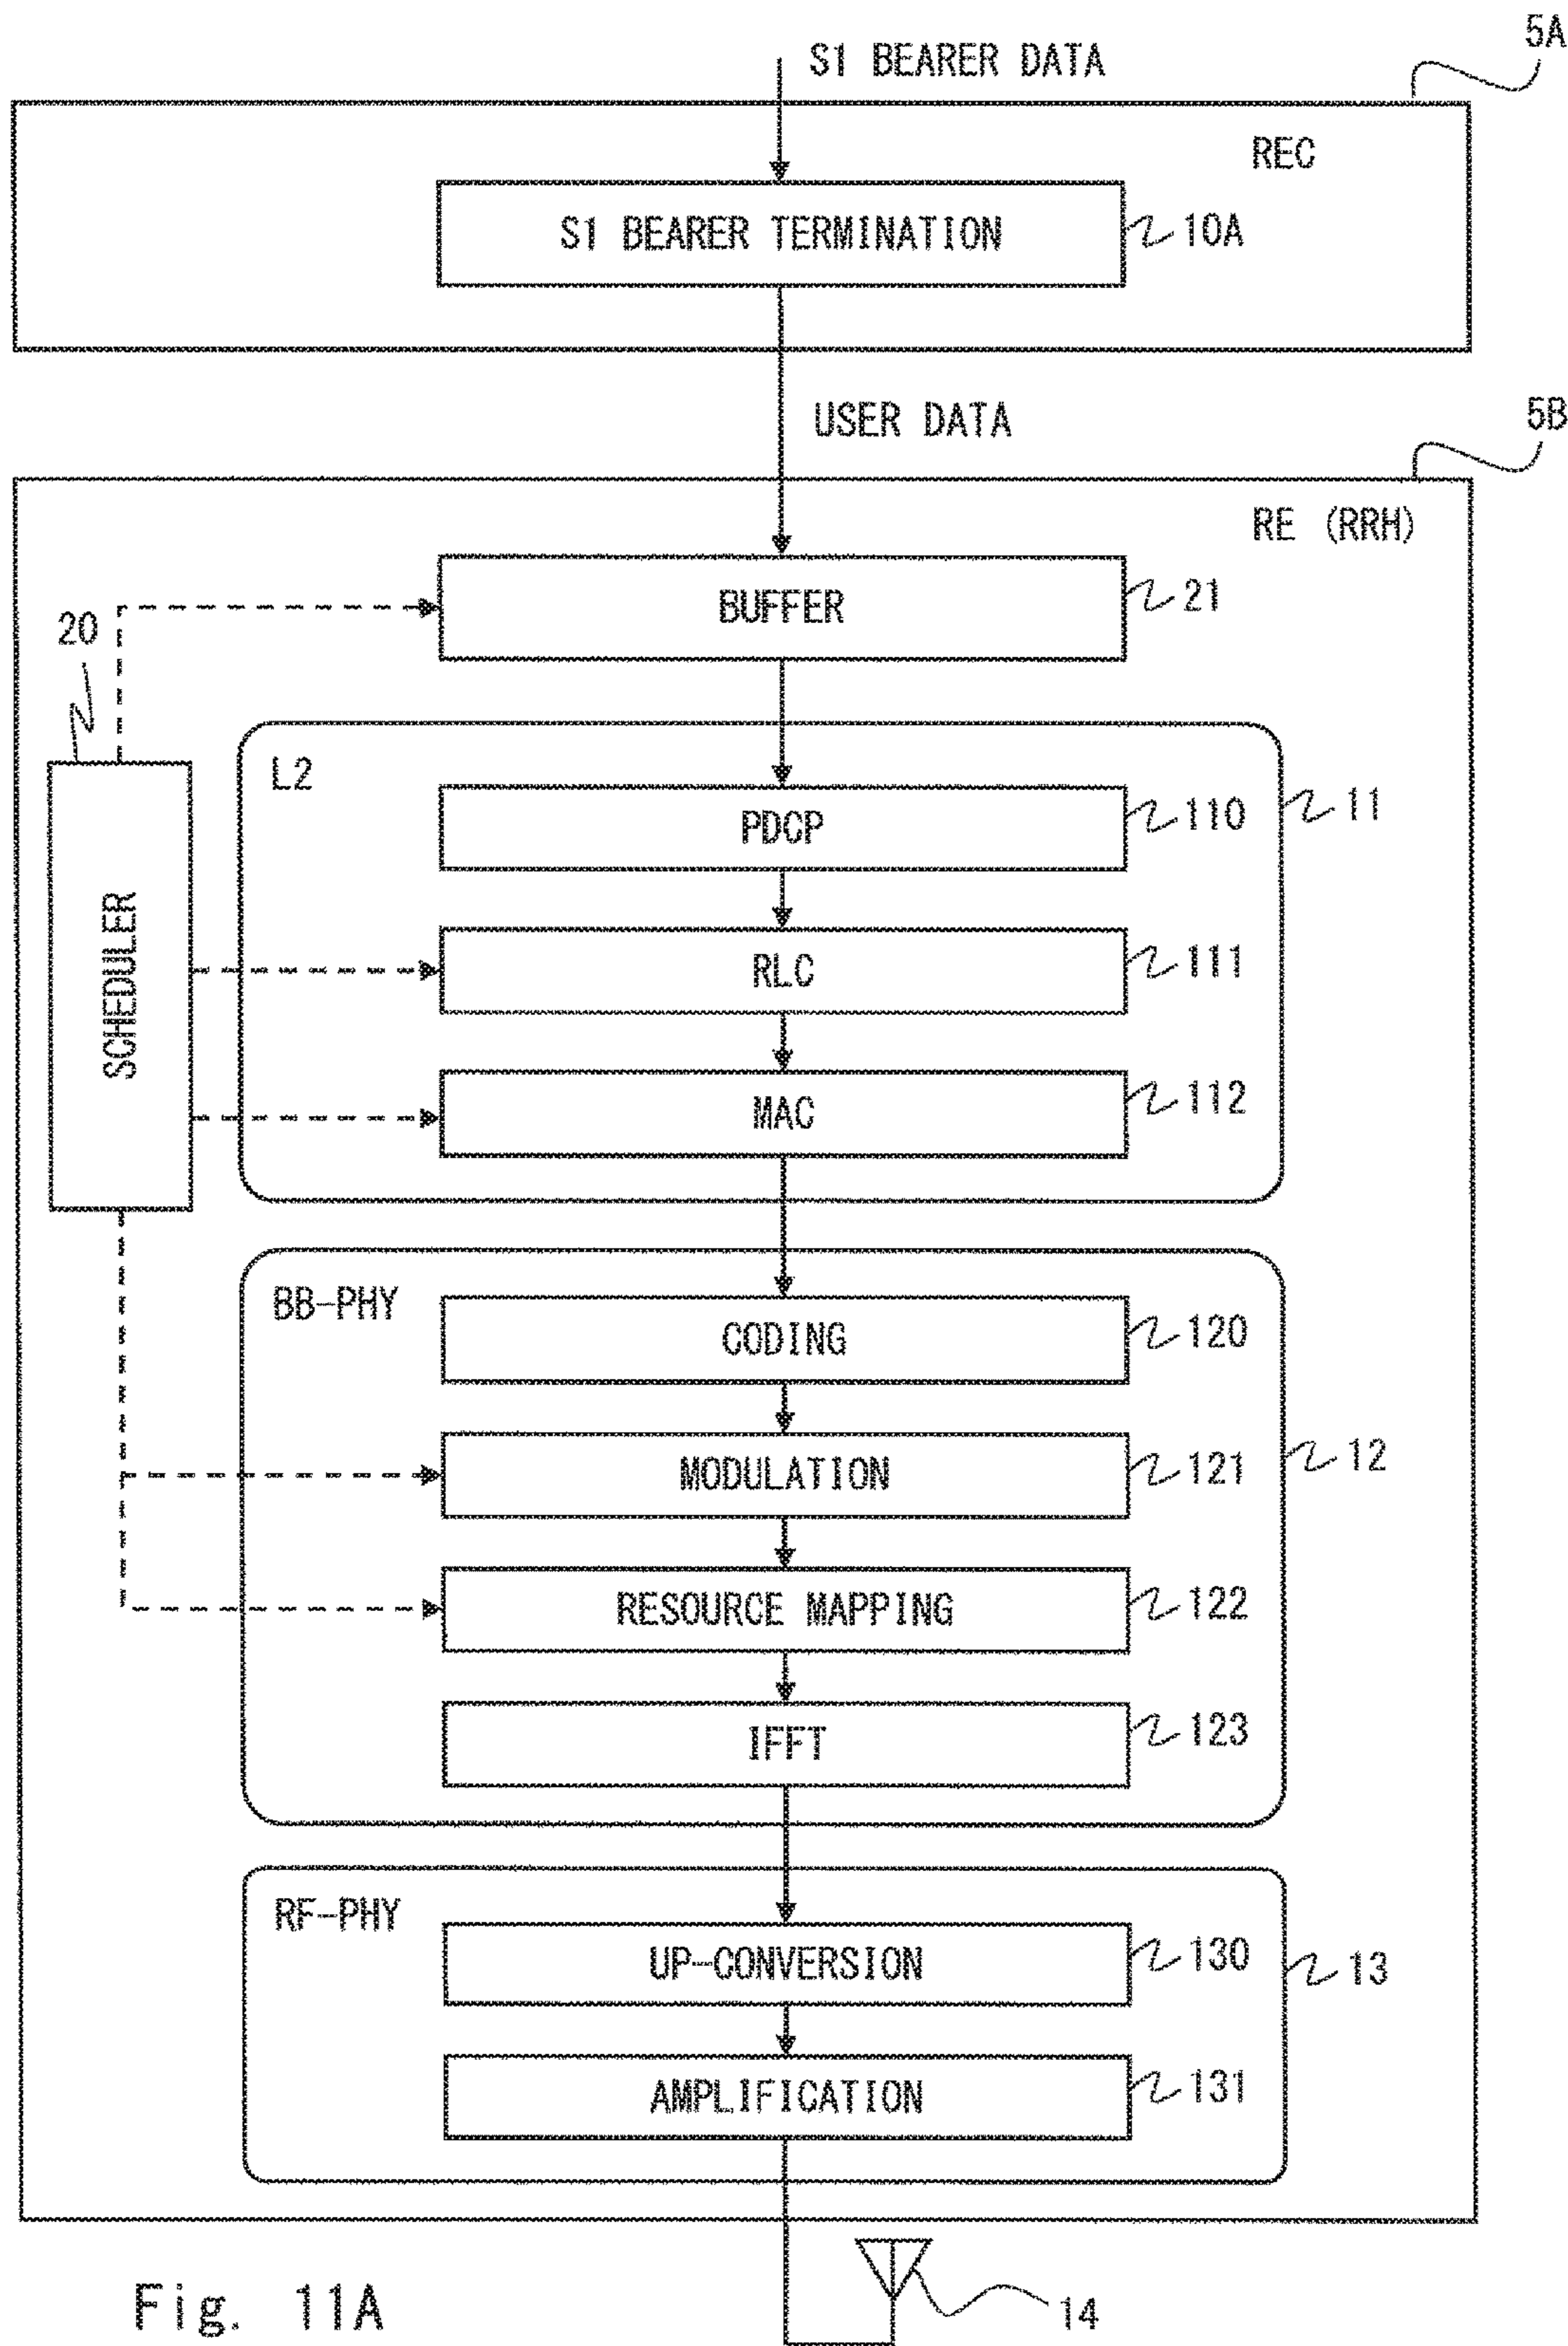 5A
S1 BEARER DATA
REC
S1 BEARER TERMINATION
10A
USER DATA
5B
RE (RRH)
BUFFER
21
20
L2
PDCP
110
11
SCHEDULER
RLC
111
MAC
112
BB-PHY
CODING
120
MODULATION
121
12
RESOURCE MAPPING
122
IFFT
123
RF-PHY
UP-CONVERSION
130
13
AMPLIFICATION
131
14
Fig. 11A